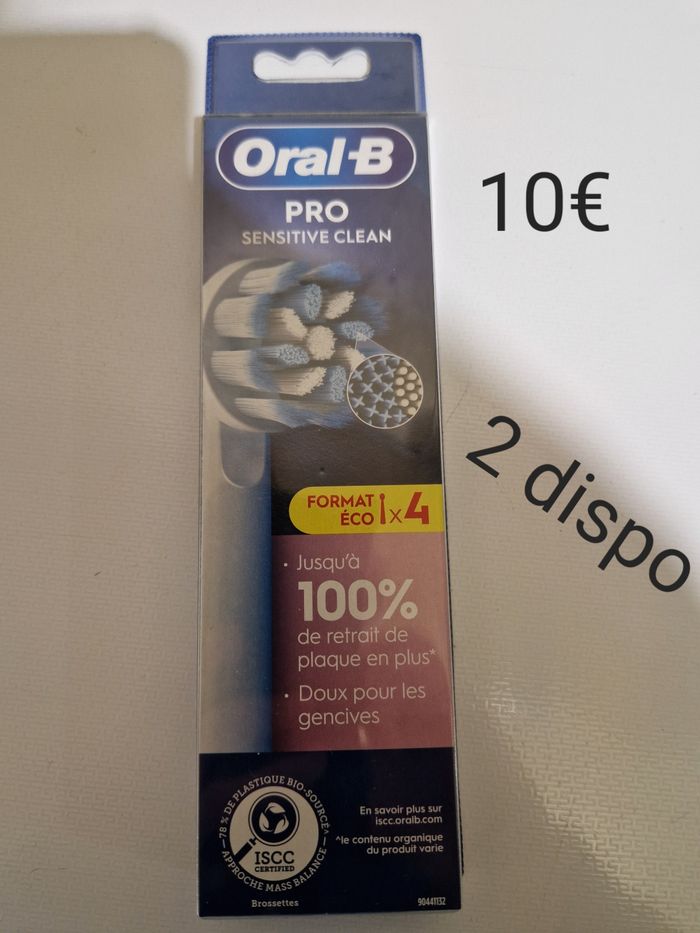 Oral-B
PRO
SENSITIVE CLEAN
10€
2 dispo
FORMAT
ÉCO x4
• Jusqu'à
100%
de retrait de
plaque en plus*
• Doux pour les
gencives
78 % DE PLASTIQUE BIO-SOURCÉ^
APPROCHE MASS BALANCE
ISCC
CERTIFIED
Brossettes
En savoir plus sur
iscc.oralb.com
^le contenu organique
du produit varie
90441132